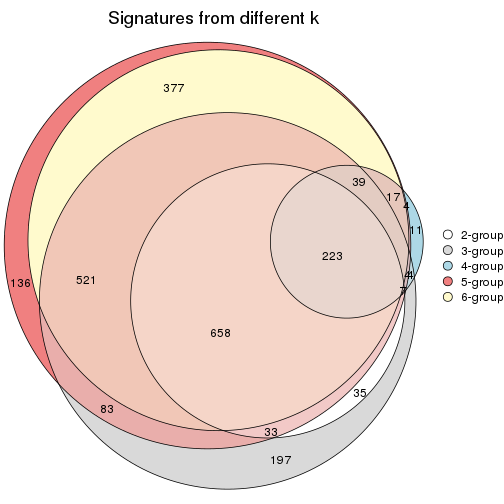 Signatures from different k
377
39
17
4
11
2-group
3-group
4-group
5-group
6-group
223
4
7
136
521
658
35
83
33
197